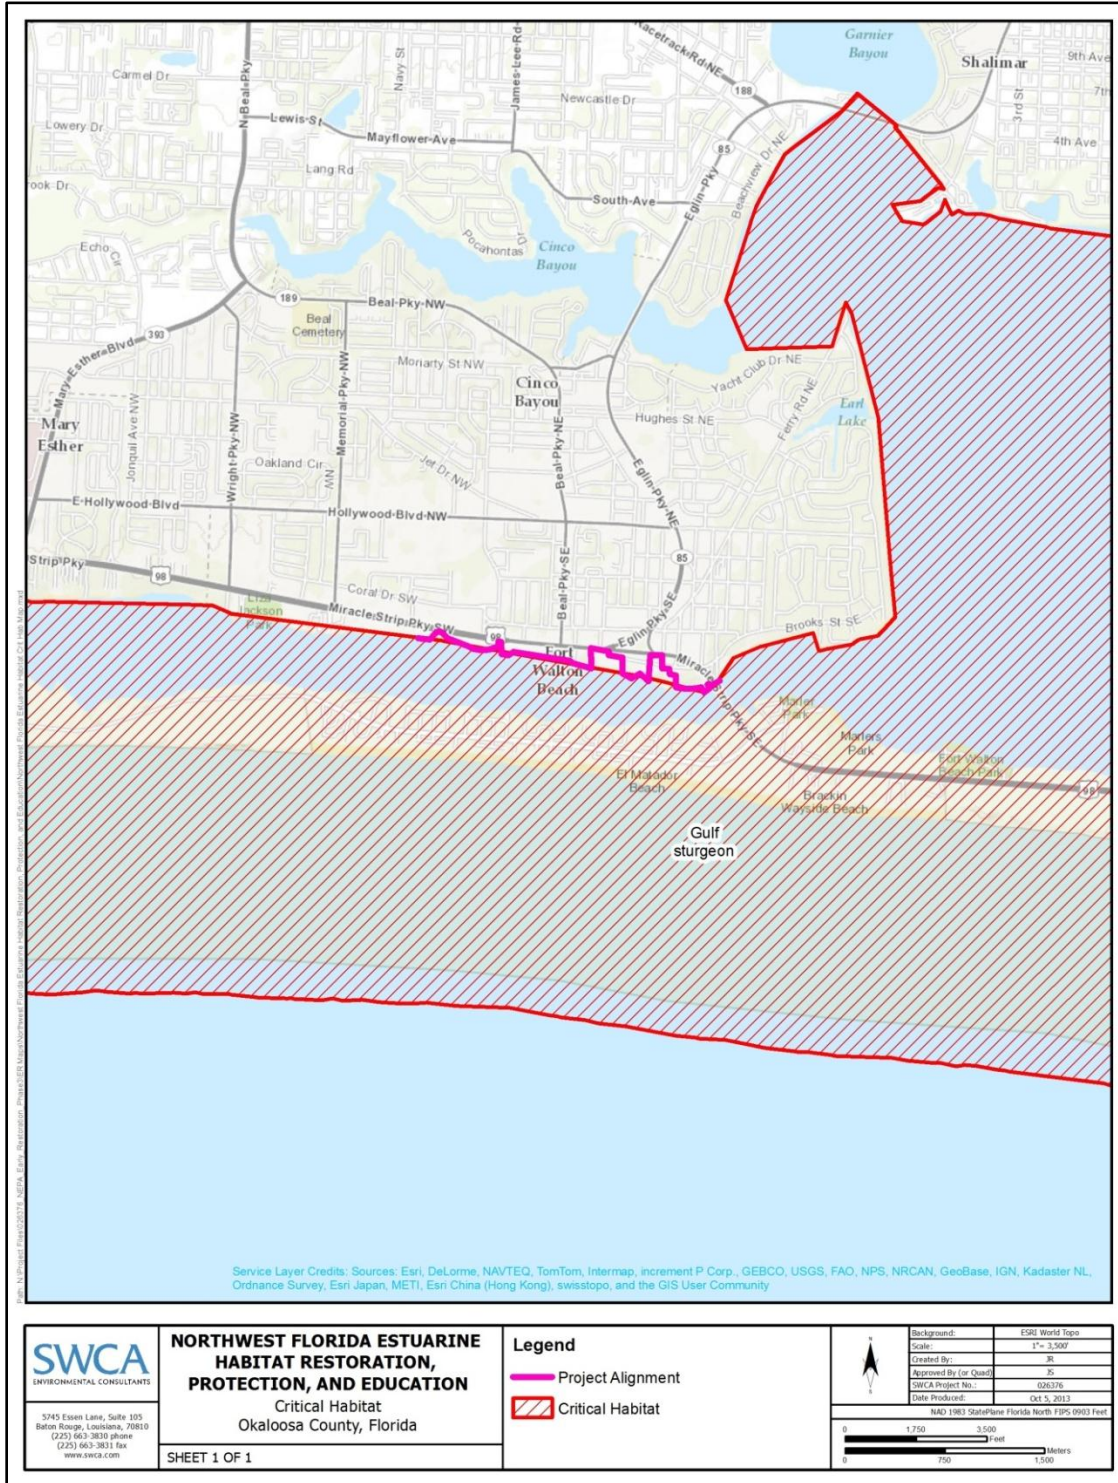 Garnier
Bayou
Shalimar
9th Ave
7th
Racetrack Rd NE
188
3rd St
4th Ave
Carmel Dr
Navy St
James Lee Rd
N Beal Pky
Newcastle Dr
Lowery Dr
Lewis St
Mayflower Ave
85
Beachview Dr NE
Lang Rd
rook Dr
South Ave
Eglin Pky
Pocahontas
Dr
Echo Cir
Cinco
Bayou
189
Beal Pky NW
Beal
Cemetery
393
Mary Esther Blvd
Moriarty St NW
Yacht Club Dr NE
Cinco
Bayou
Hughes St NE
Ferry Rd NE
Earl
Lake
Mary
Esther
Jonquil Ave NW
Wright Pky NW
Memorial Pky NW
Oakland Cir
NW
Jet Dr NW
Beal Pky NE
Eglin Pky NE
E Hollywood Blvd
Hollywood Blvd NW
85
Strip Pky
98
Coral Dr SW
Beal Pky SE
Liza
Jackson
Park
Miracle Strip Pky SW
98
Eglin Pky SE
Brooks St SE
Fort
Walton
Beach
Miracle Strip Pky SE
Marler
Park
Marlers
Park
Fort Walton
Beach Park
El Matador
Beach
Brackin
Wayside Beach
98
Gulf
sturgeon
Service Layer Credits: Sources: Esri, DeLorme, NAVTEQ, TomTom, Intermap, increment P Corp., GEBCO, USGS, FAO, NPS, NRCAN, GeoBase, IGN, Kadaster NL,
Ordnance Survey, Esri Japan, METI, Esri China (Hong Kong), swisstopo, and the GIS User Community
SWCA
ENVIRONMENTAL CONSULTANTS
5745 Essen Lane, Suite 105
Baton Rouge, Louisiana, 70810
(225) 663-3830 phone
(225) 663-3831 fax
www.swca.com
NORTHWEST FLORIDA ESTUARINE
HABITAT RESTORATION,
PROTECTION, AND EDUCATION
Critical Habitat
Okaloosa County, Florida
SHEET 1 OF 1
Legend
Project Alignment
Critical Habitat
N
S
Background: ESRI World Topo
Scale: 1"= 3,500'
Created By: JR
Approved By (or Quad) JS
SWCA Project No.: 026376
Date Produced: Oct 5, 2013
NAD 1983 StatePlane Florida North FIPS 0903 Feet
0 1,750 3,500
Feet
Meters
0 750 1,500